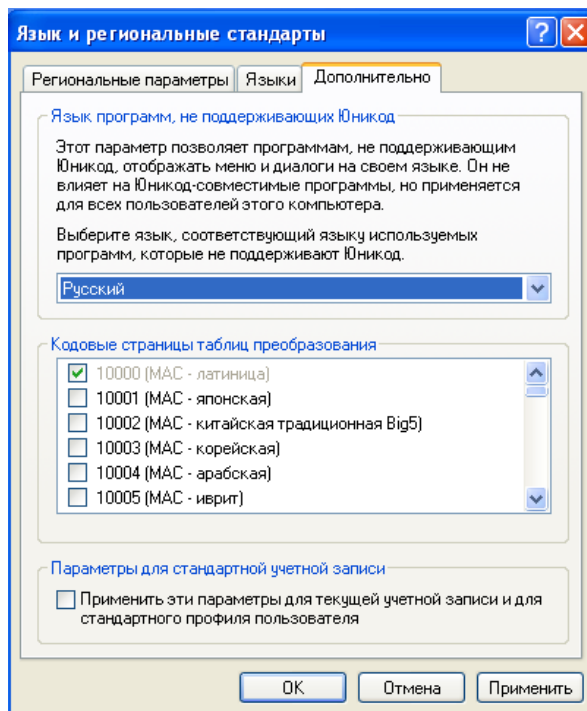 Язык и региональные стандарты
Региональные параметры Языки Дополнительно
Язык программ, не поддерживающих Юникод
Этот параметр позволяет программам, не поддерживающим
Юникод, отображать меню и диалоги на своем языке. Он не
влияет на Юникод-совместимые программы, но применяется
для всех пользователей этого компьютера.
Выберите язык, соответствующий языку используемых
программ, которые не поддерживают Юникод.
Русский
Кодовые страницы таблиц преобразования
10000 (MAC - латиница)
10001 (MAC - японская)
10002 (MAC - китайская традиционная Big5)
10003 (MAC - корейская)
10004 (MAC - арабская)
10005 (MAC - иврит)
Параметры для стандартной учетной записи
Применить эти параметры для текущей учетной записи и для
стандартного профиля пользователя
OK Отмена Применить